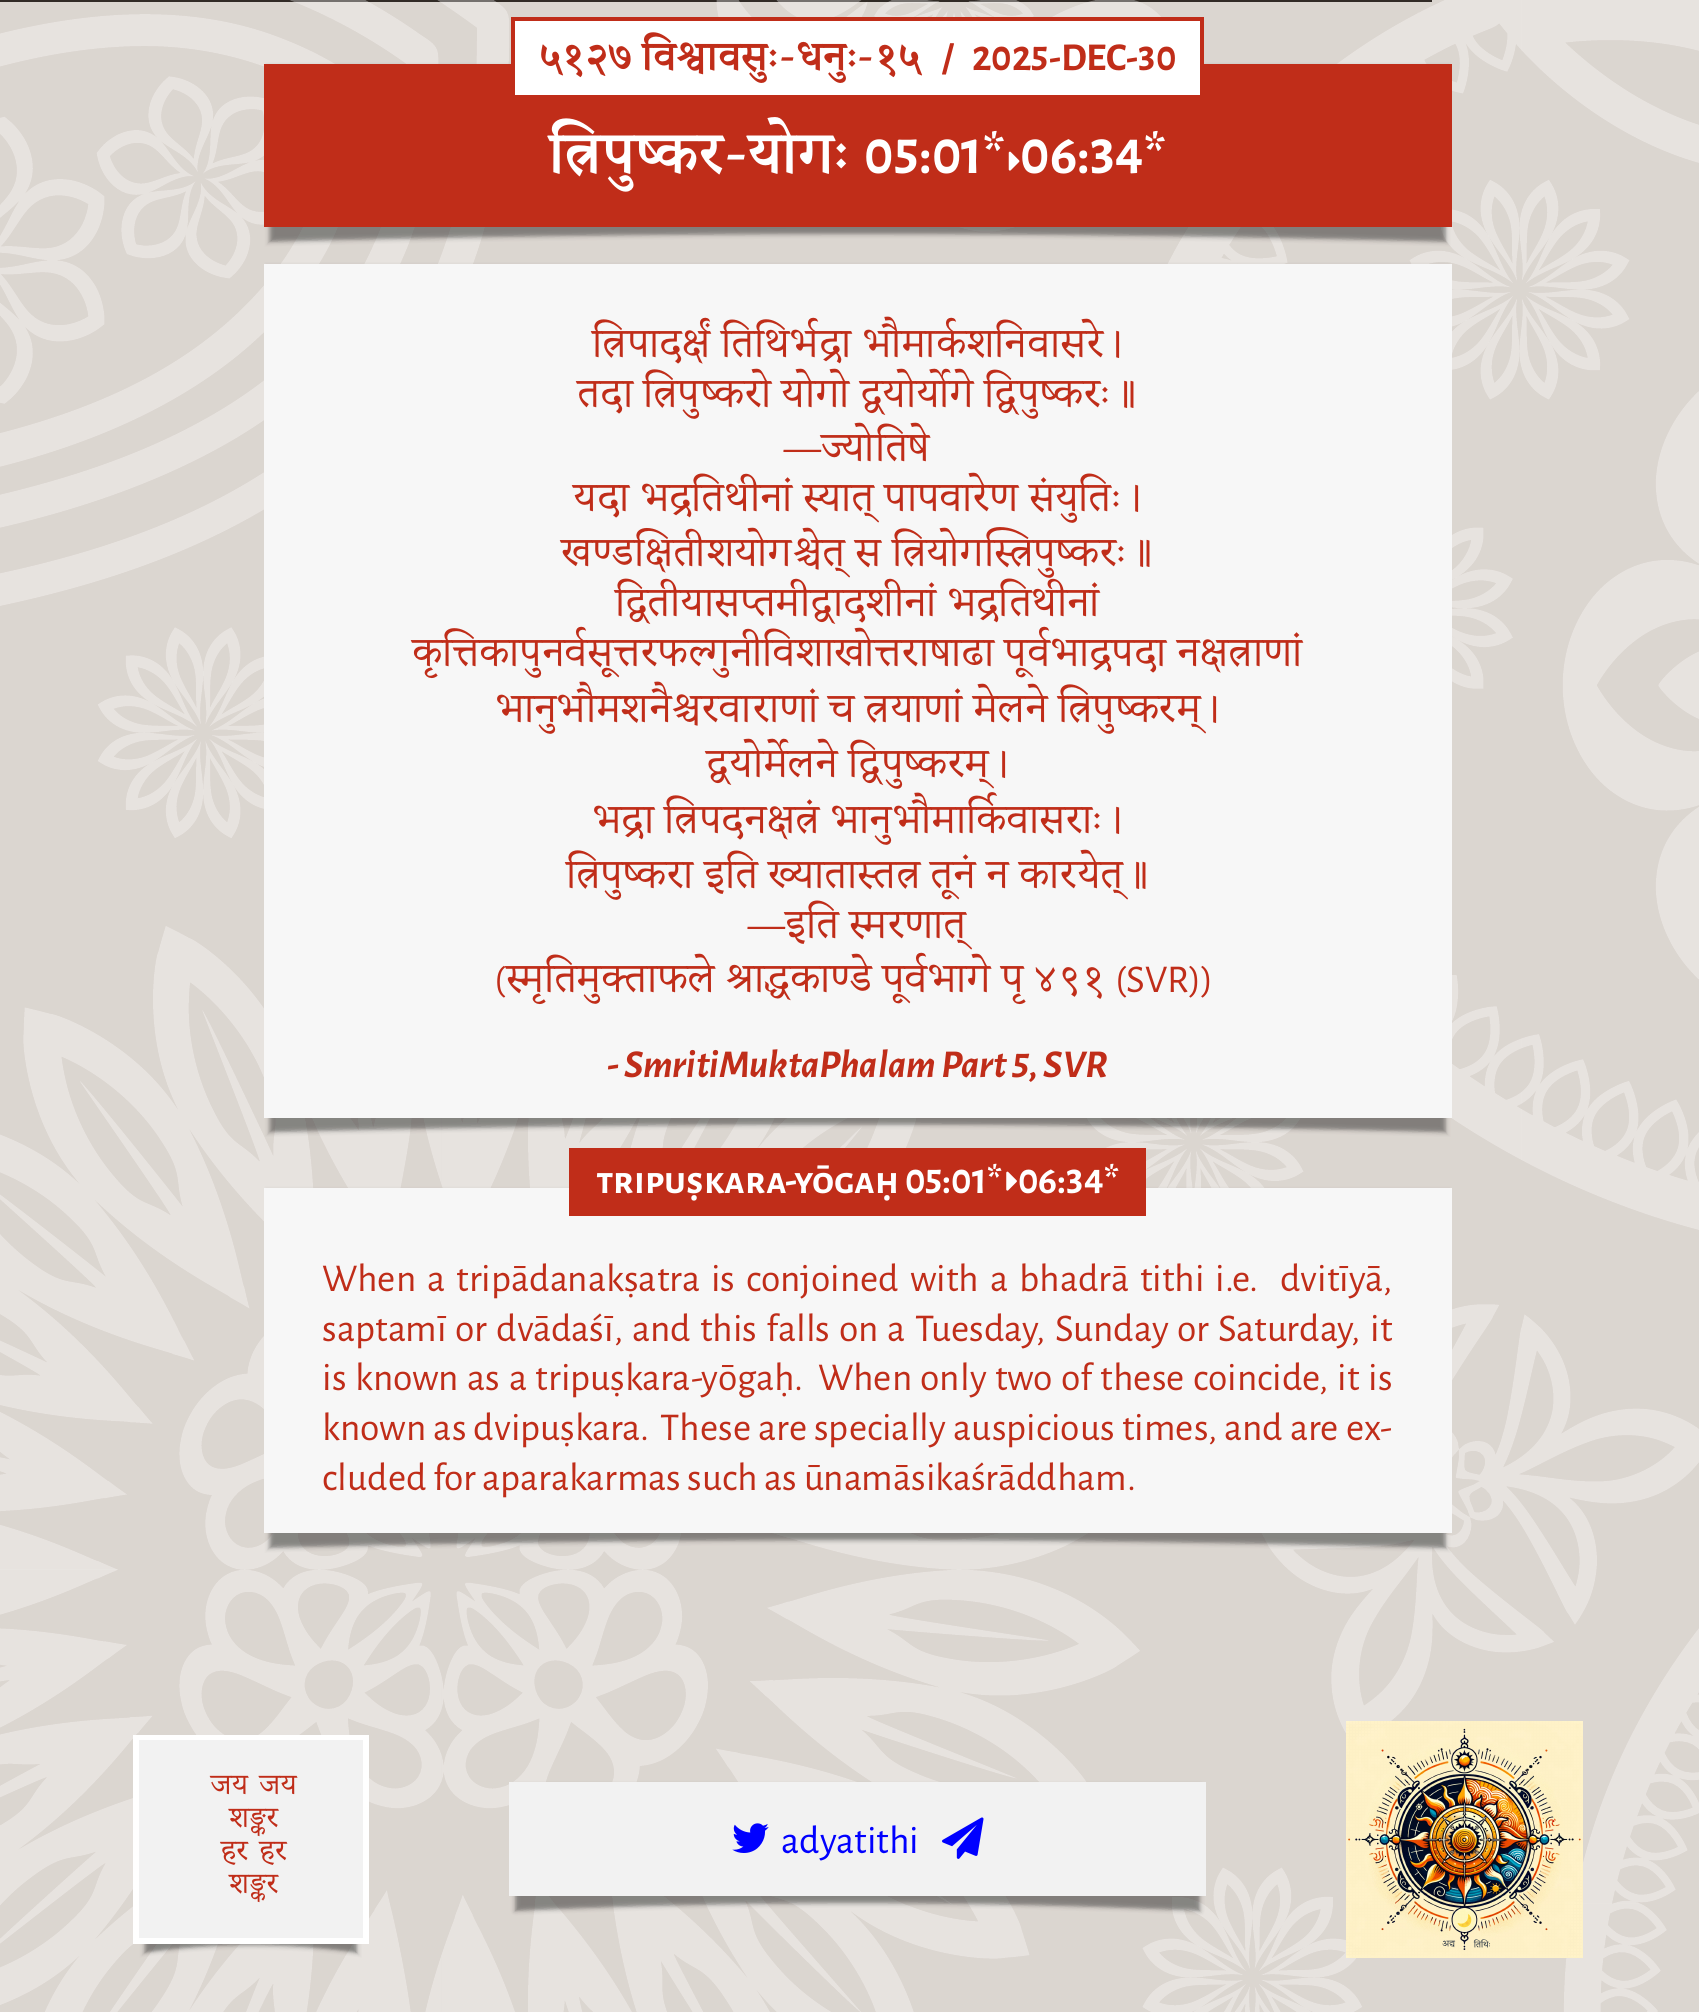 ५१२७ विश्वावसुः-धनुः-१५ / 2025-DEC-30
त्रिपुष्कर-योगः 05:01*▸06:34*
त्रिपादर्क्षं तिथिर्भद्रा भौमार्कशनिवासरे।
तदा त्रिपुष्करो योगो द्वयोर्योगे द्विपुष्करः॥
—ज्योतिषे
यदा भद्रतिथीनां स्यात् पापवारेण संयुतिः।
खण्डक्षितीशयोगश्चेत् स त्रियोगस्त्रिपुष्करः॥
द्वितीयासप्तमीद्वादशीनां भद्रतिथीनां
कृत्तिकापुनर्वसूत्तरफल्गुनीविशाखोत्तराषाढा पूर्वभाद्रपदा नक्षत्राणां
भानुभौमशनैश्चरवाराणां च त्रयाणां मेलने त्रिपुष्करम्।
द्वयोर्मेलने द्विपुष्करम्।
भद्रा त्रिपदनक्षत्रं भानुभौमार्किवासराः।
त्रिपुष्करा इति ख्यातास्तत्र तूनं न कारयेत्॥
—इति स्मरणात्
(स्मृतिमुक्ताफले श्राद्धकाण्डे पूर्वभागे पृ ४९१ (SVR))
- SmritiMuktaPhalam Part 5, SVR
TRIPUṢKARA-YŌGAḤ 05:01*▸06:34*
When a tripādanakṣatra is conjoined with a bhadrā tithi i.e. dvitīyā,
saptamī or dvādaśī, and this falls on a Tuesday, Sunday or Saturday, it
is known as a tripuṣkara-yōgaḥ. When only two of these coincide, it is
known as dvipuṣkara. These are specially auspicious times, and are ex-
cluded for aparakarmas such as ūnamāsikaśrāddham.
जय जय
शङ्कर
हर हर
शङ्कर
adyatithi
अद्य तिथिः